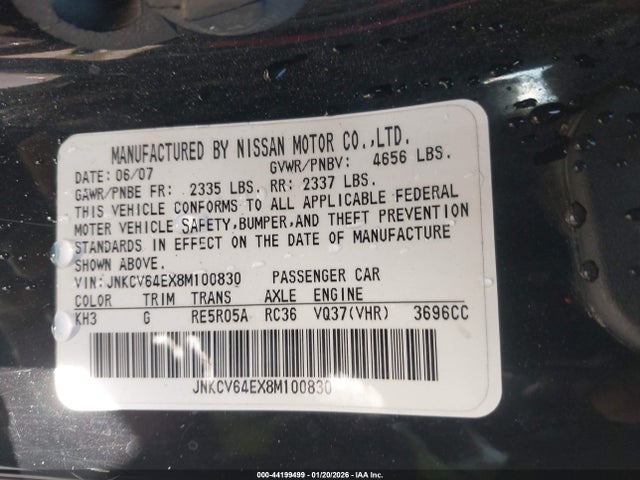 MANUFACTURED BY NISSAN MOTOR CO.,LTD.
DATE: 06/07 GVWR/PNBV: 4656 LBS.
GAWR/PNBE FR: 2335 LBS. RR: 2337 LBS.
THIS VEHICLE CONFORMS TO ALL APPLICABLE FEDERAL
MOTOR VEHICLE SAFETY, BUMPER, AND THEFT PREVENTION
STANDARDS IN EFFECT ON THE DATE OF MANUFACTURE
SHOWN ABOVE.
VIN: JNKCV64EX8M100830 PASSENGER CAR
COLOR TRIM TRANS AXLE ENGINE
KH3 G RE5R05A RC36 VQ37(VHR) 3696CC
JNKCV64EX8M100830
000-44199499 - 01/20/2026 - IAA Inc.